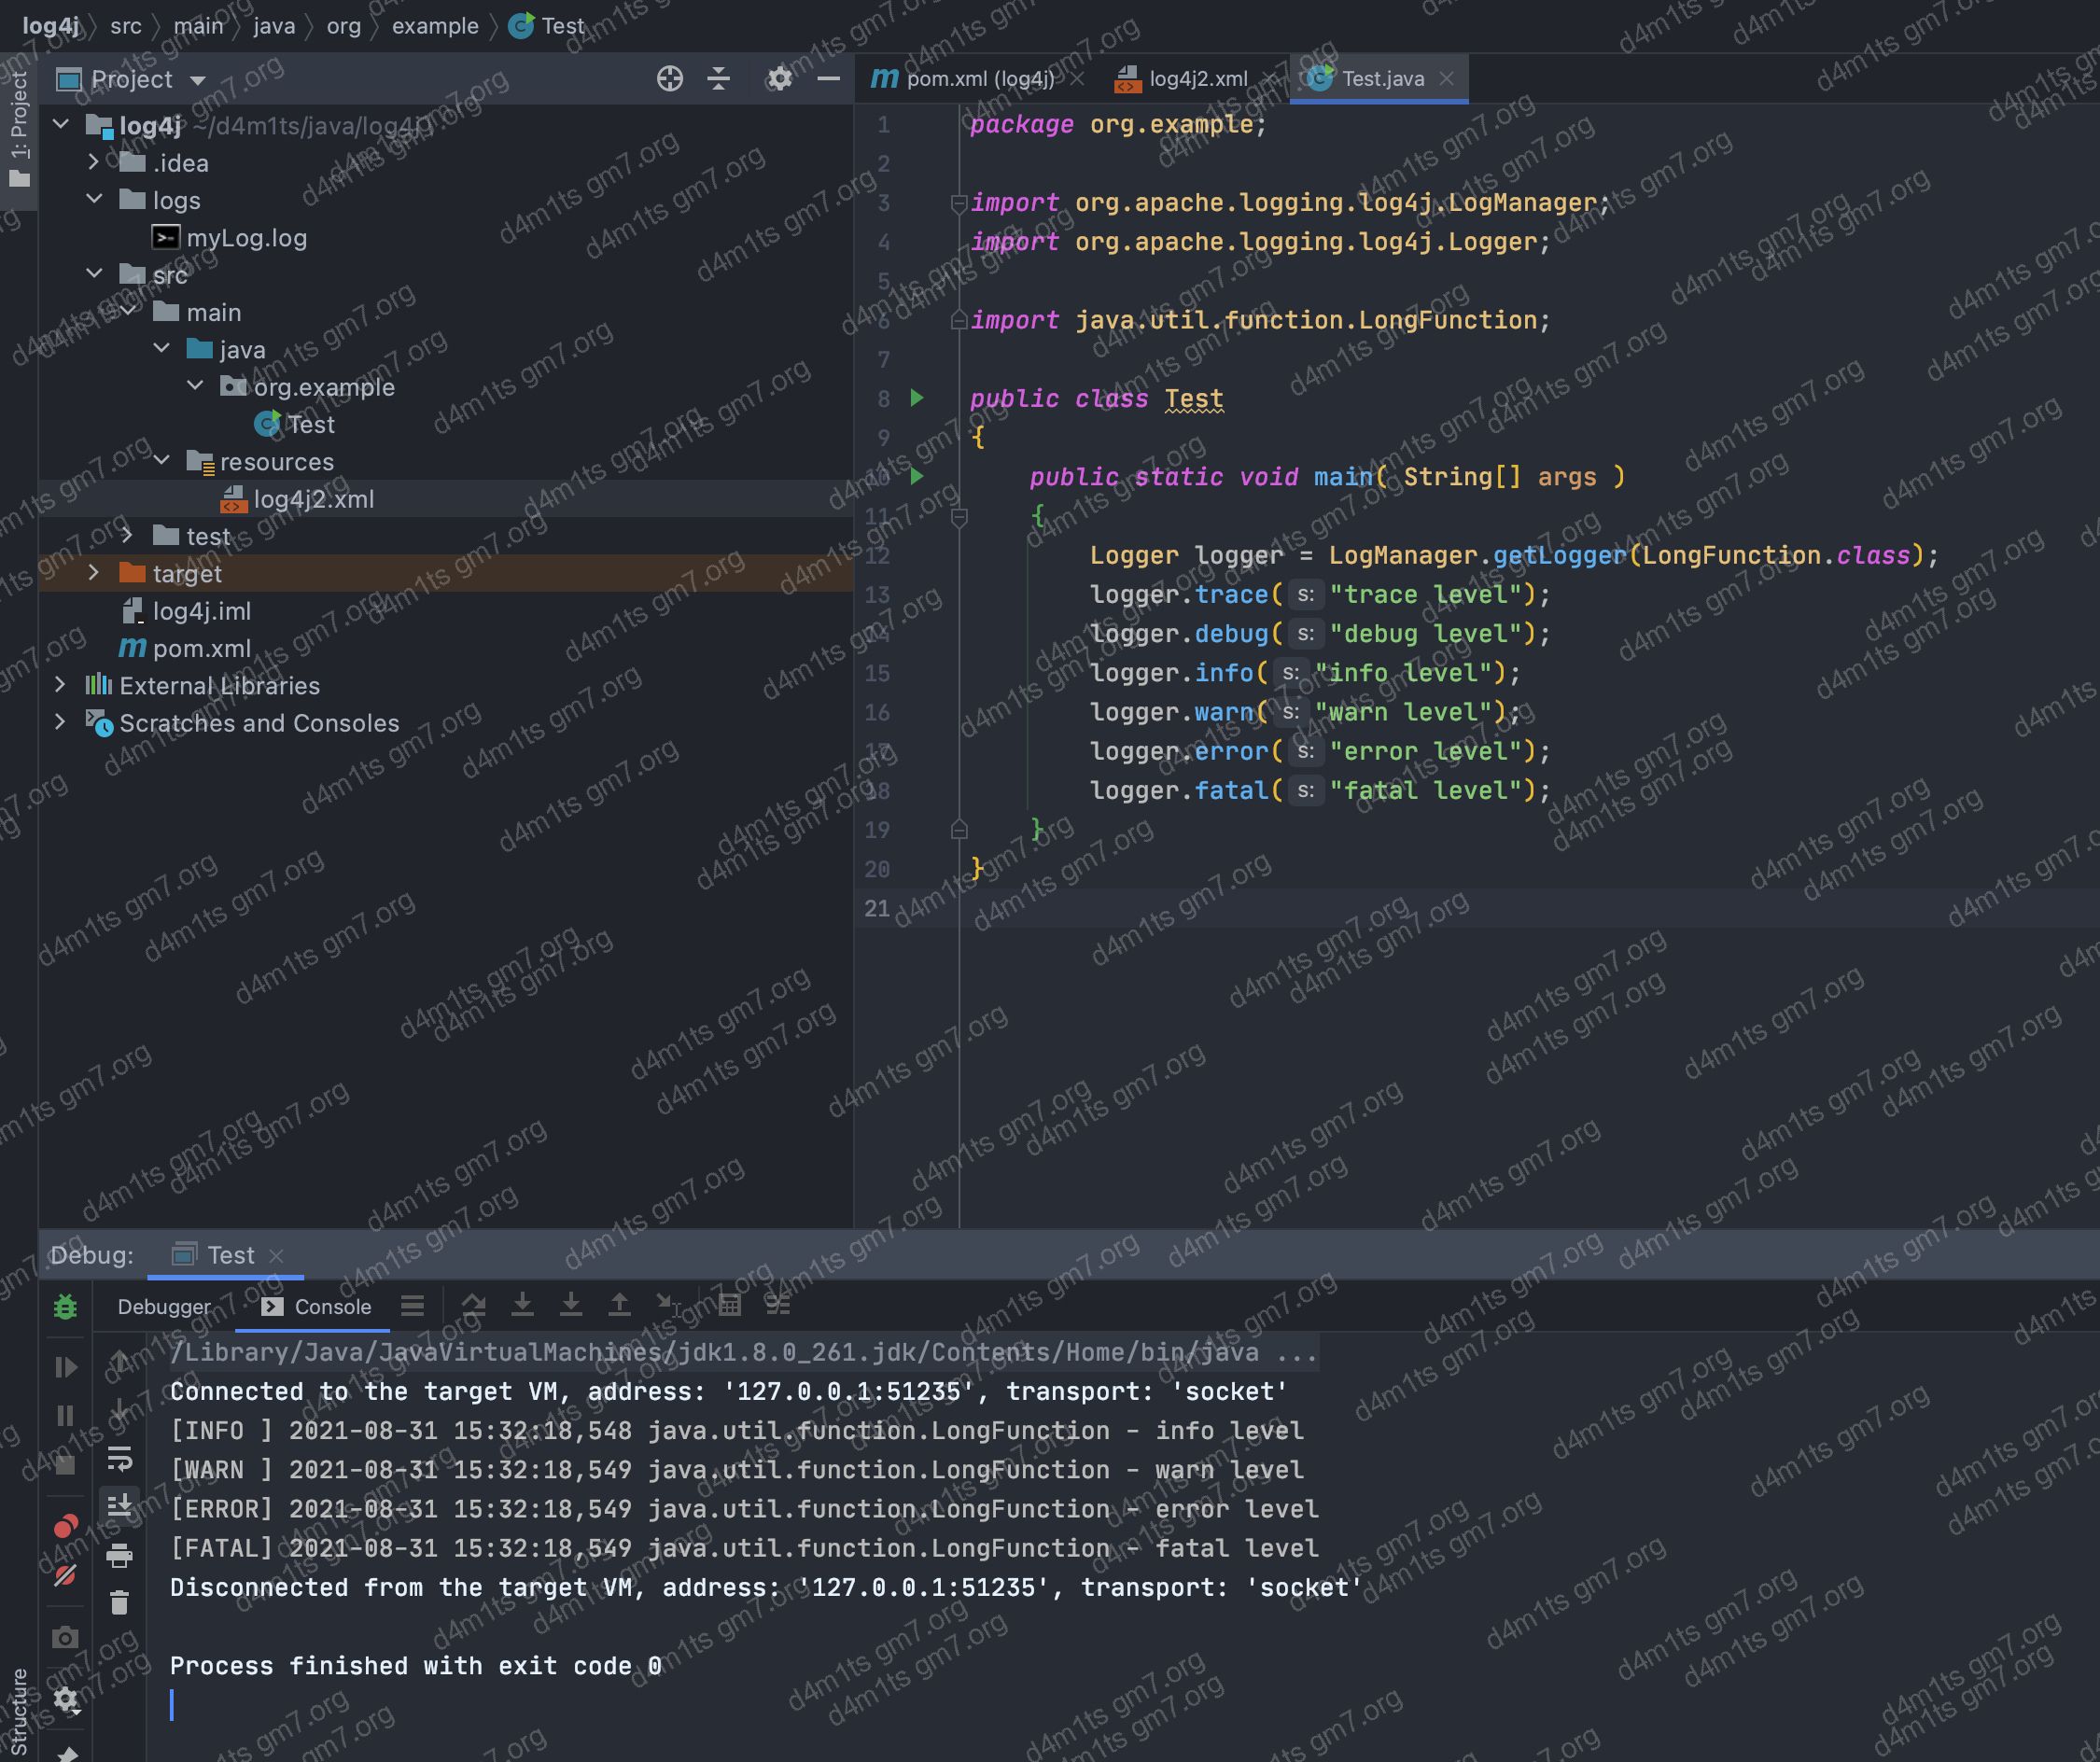 log4j src main java org example Test
1: Project
Project
log4j ~/d4m1ts/java/log4j
.idea
logs
myLog.log
src
main
java
org.example
Test
resources
log4j2.xml
test
target
log4j.iml
pom.xml
External Libraries
Scratches and Consoles
pom.xml (log4j) log4j2.xml Test.java
1 package org.example;
2
3 import org.apache.logging.log4j.LogManager;
4 import org.apache.logging.log4j.Logger;
5
6 import java.util.function.LongFunction;
7
8 public class Test
9 {
10 public static void main( String[] args )
11 {
12 Logger logger = LogManager.getLogger(LongFunction.class);
13 logger.trace( s: "trace level");
14 logger.debug( s: "debug level");
15 logger.info( s: "info level");
16 logger.warn( s: "warn level");
17 logger.error( s: "error level");
18 logger.fatal( s: "fatal level");
19 }
20 }
21
Debug: Test
Debugger Console
/Library/Java/JavaVirtualMachines/jdk1.8.0_261.jdk/Contents/Home/bin/java ...
Connected to the target VM, address: '127.0.0.1:51235', transport: 'socket'
[INFO ] 2021-08-31 15:32:18,548 java.util.function.LongFunction - info level
[WARN ] 2021-08-31 15:32:18,549 java.util.function.LongFunction - warn level
[ERROR] 2021-08-31 15:32:18,549 java.util.function.LongFunction - error level
[FATAL] 2021-08-31 15:32:18,549 java.util.function.LongFunction - fatal level
Disconnected from the target VM, address: '127.0.0.1:51235', transport: 'socket'
Process finished with exit code 0
Structure
d4m1ts gm7.org